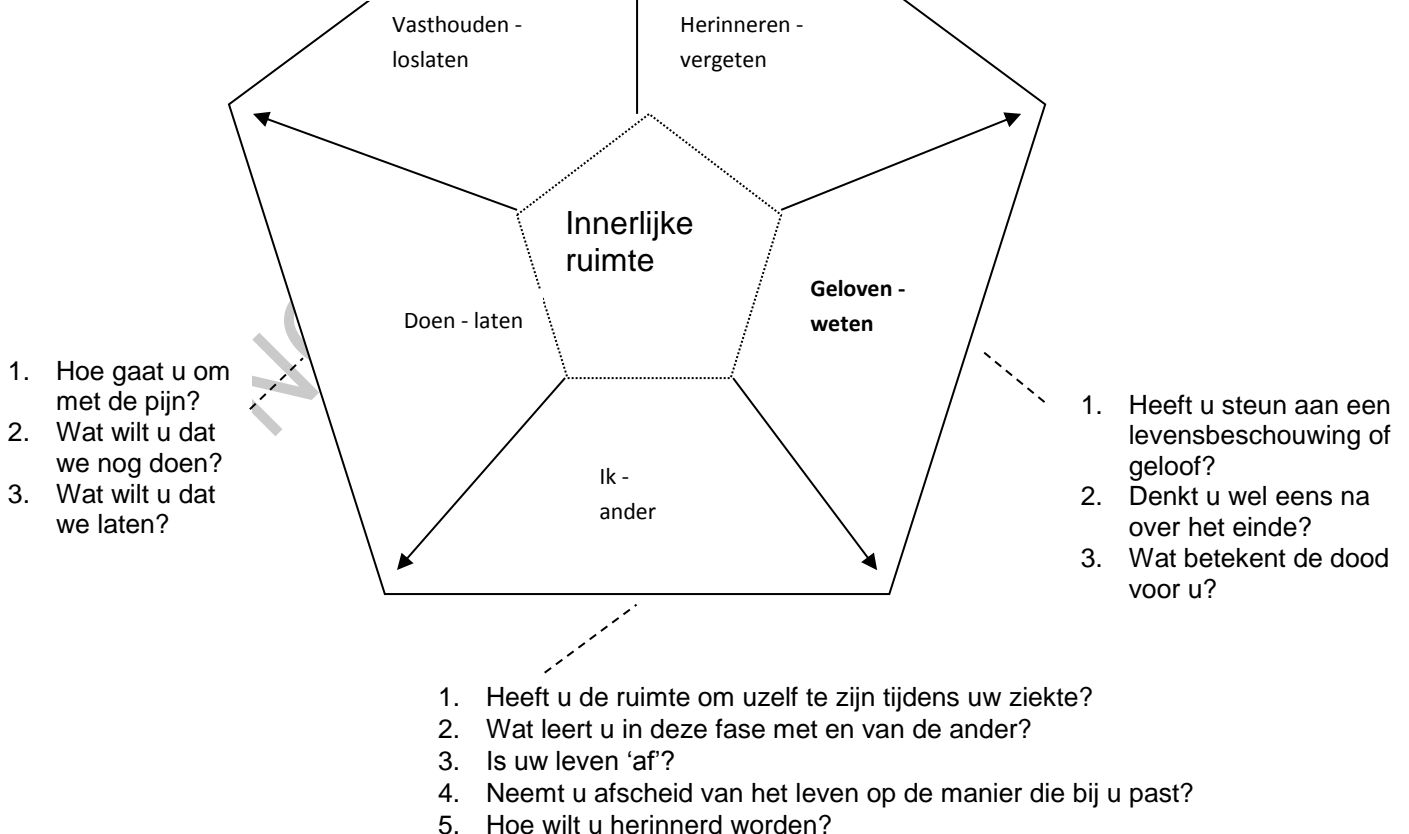 Vasthouden -
loslaten
Herinneren -
vergeten
Innerlijke
ruimte
Geloven -
weten
Doen - laten
Ik -
ander
1. Hoe gaat u om
met de pijn?
2. Wat wilt u dat
we nog doen?
3. Wat wilt u dat
we laten?
1. Heeft u steun aan een
levensbeschouwing of
geloof?
2. Denkt u wel eens na
over het einde?
3. Wat betekent de dood
voor u?
1. Heeft u de ruimte om uzelf te zijn tijdens uw ziekte?
2. Wat leert u in deze fase met en van de ander?
3. Is uw leven ‘af’?
4. Neemt u afscheid van het leven op de manier die bij u past?
5. Hoe wilt u herinnerd worden?